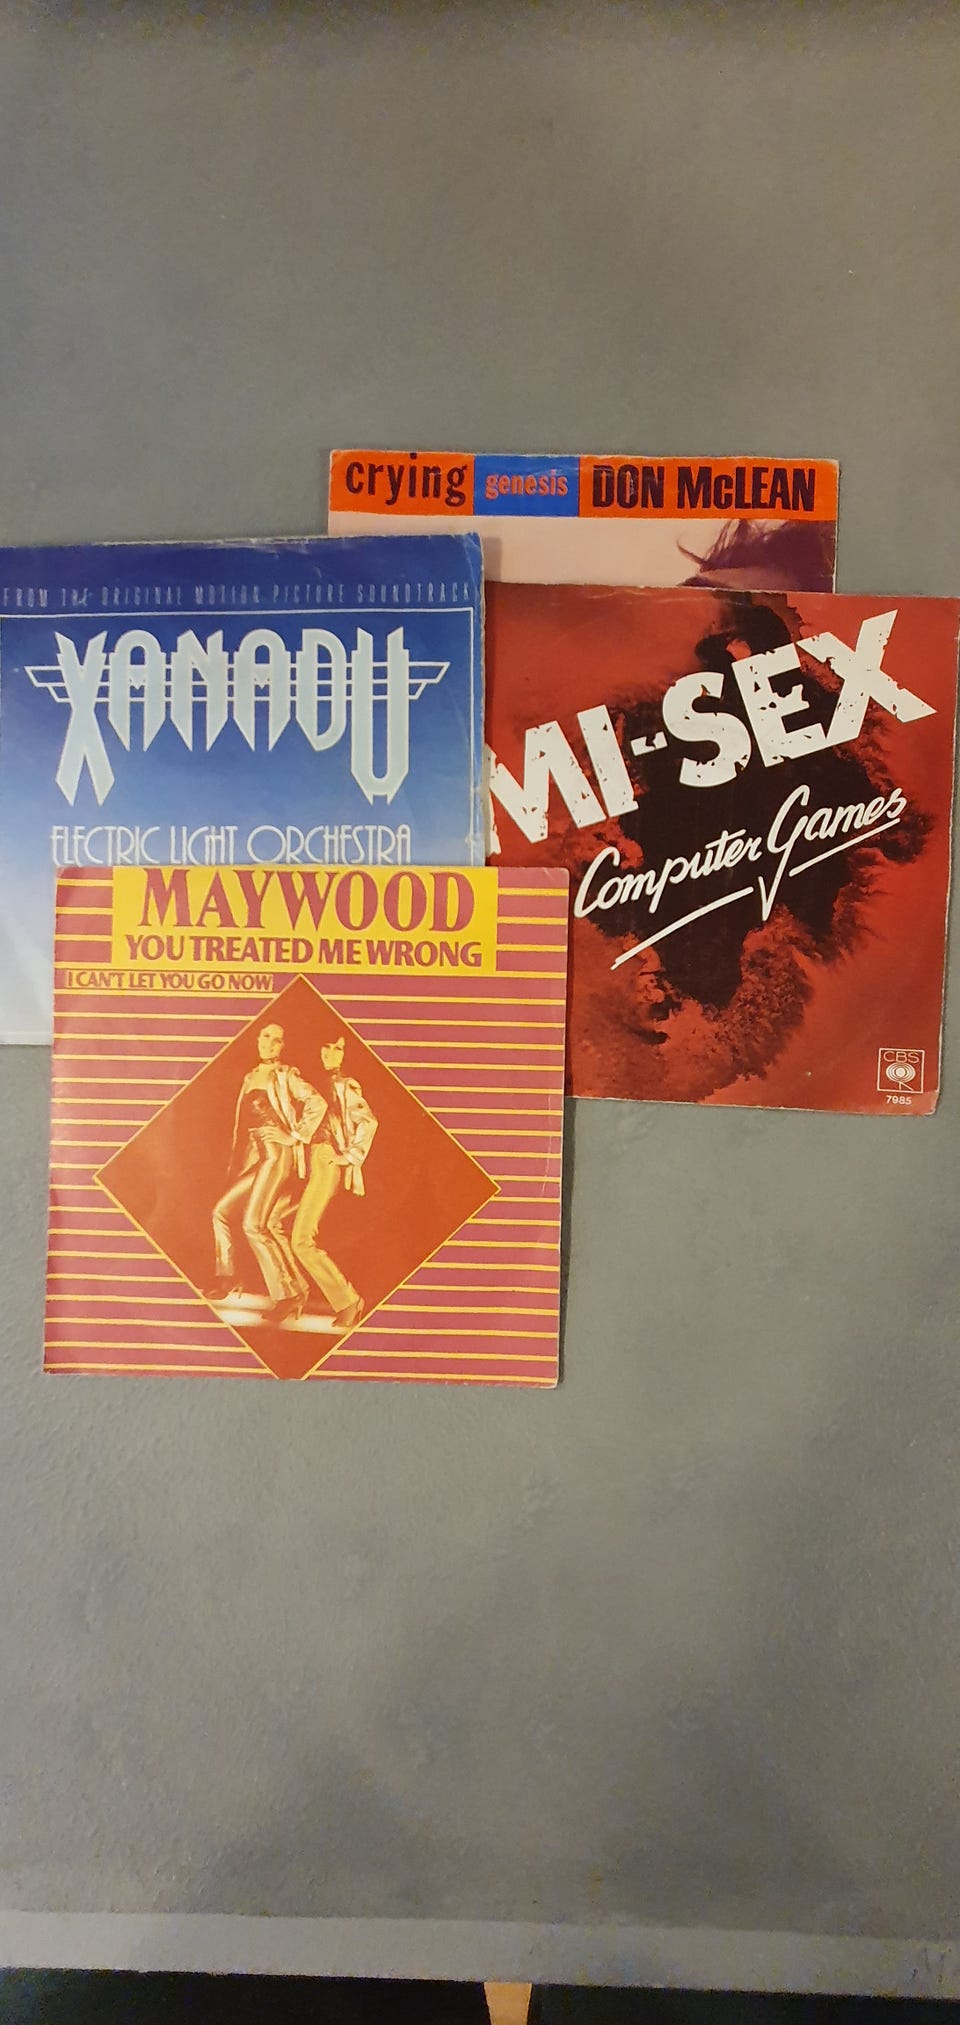 crying genesis DON McLEAN
FROM THE ORIGINAL MOTION PICTURE SOUNDTRACK
XANADU
ELECTRIC LIGHT ORCHESTRA
MI-SEX
Computer Games
CBS
7985
MAYWOOD
YOU TREATED ME WRONG
I CAN'T LET YOU GO NOW